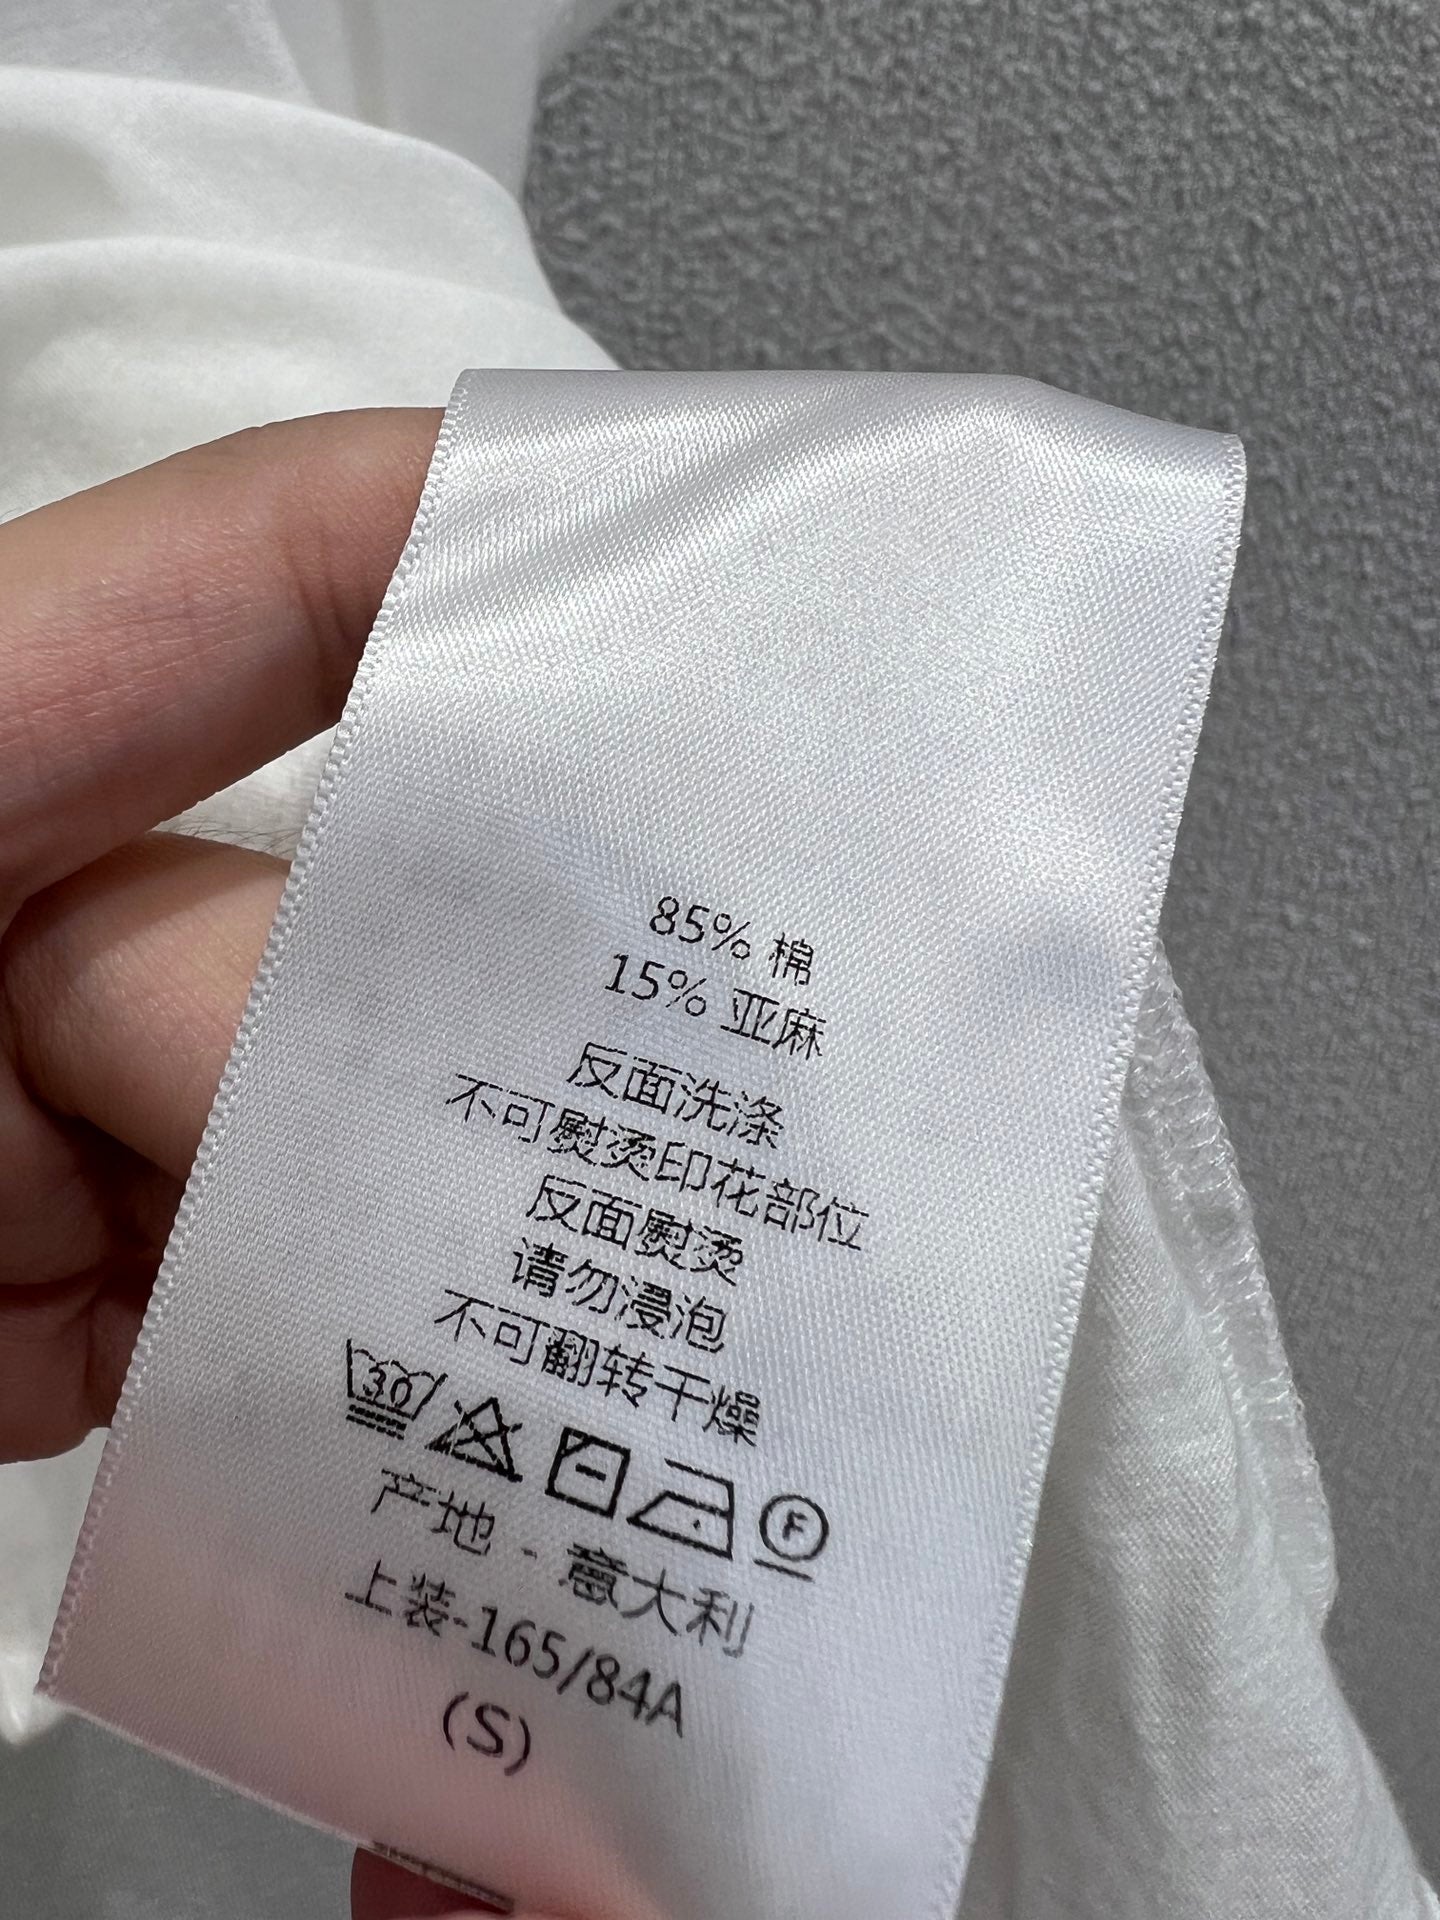 85% 棉
15% 亚麻
反面洗涤
不可熨烫印花部位
反面熨烫
请勿浸泡
不可翻转干燥
30
F
产地 - 意大利
上装-165/84A
(S)